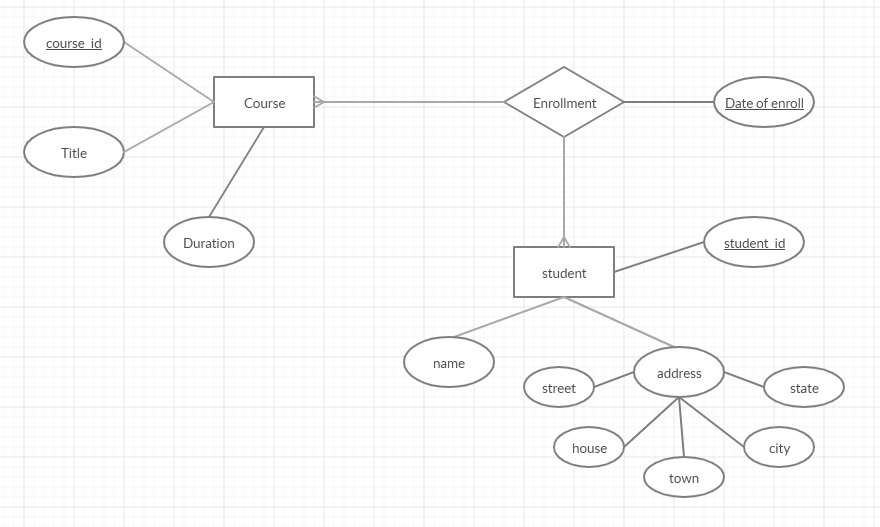 course_id
Course
Enrollment
Date of enroll
Title
Duration
student_id
student
name
address
street
state
house
city
town